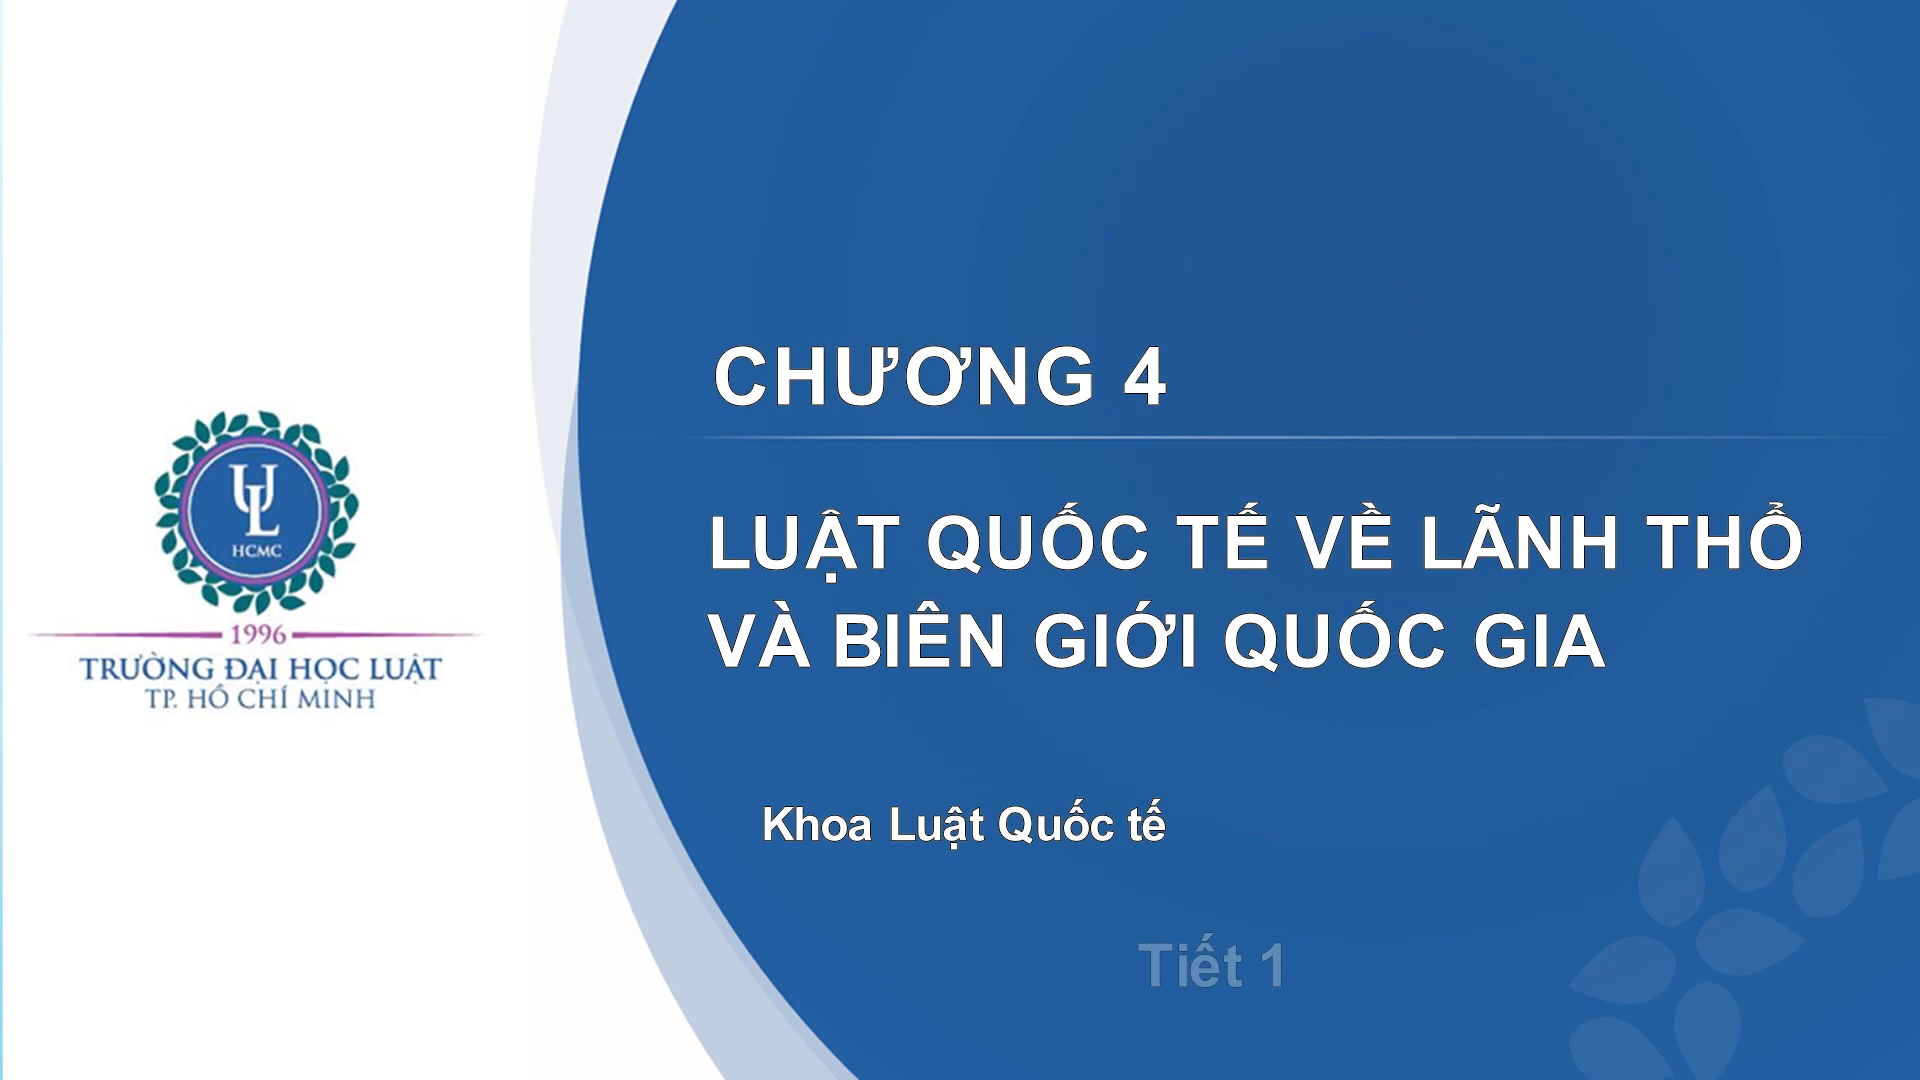 CHƯƠNG 4
LUẬT QUỐC TẾ VỀ LÃNH THỔ
VÀ BIÊN GIỚI QUỐC GIA
Khoa Luật Quốc tế
Tiết 1
UL
HCMC
1996
TRƯỜNG ĐẠI HỌC LUẬT
TP. HỒ CHÍ MINH